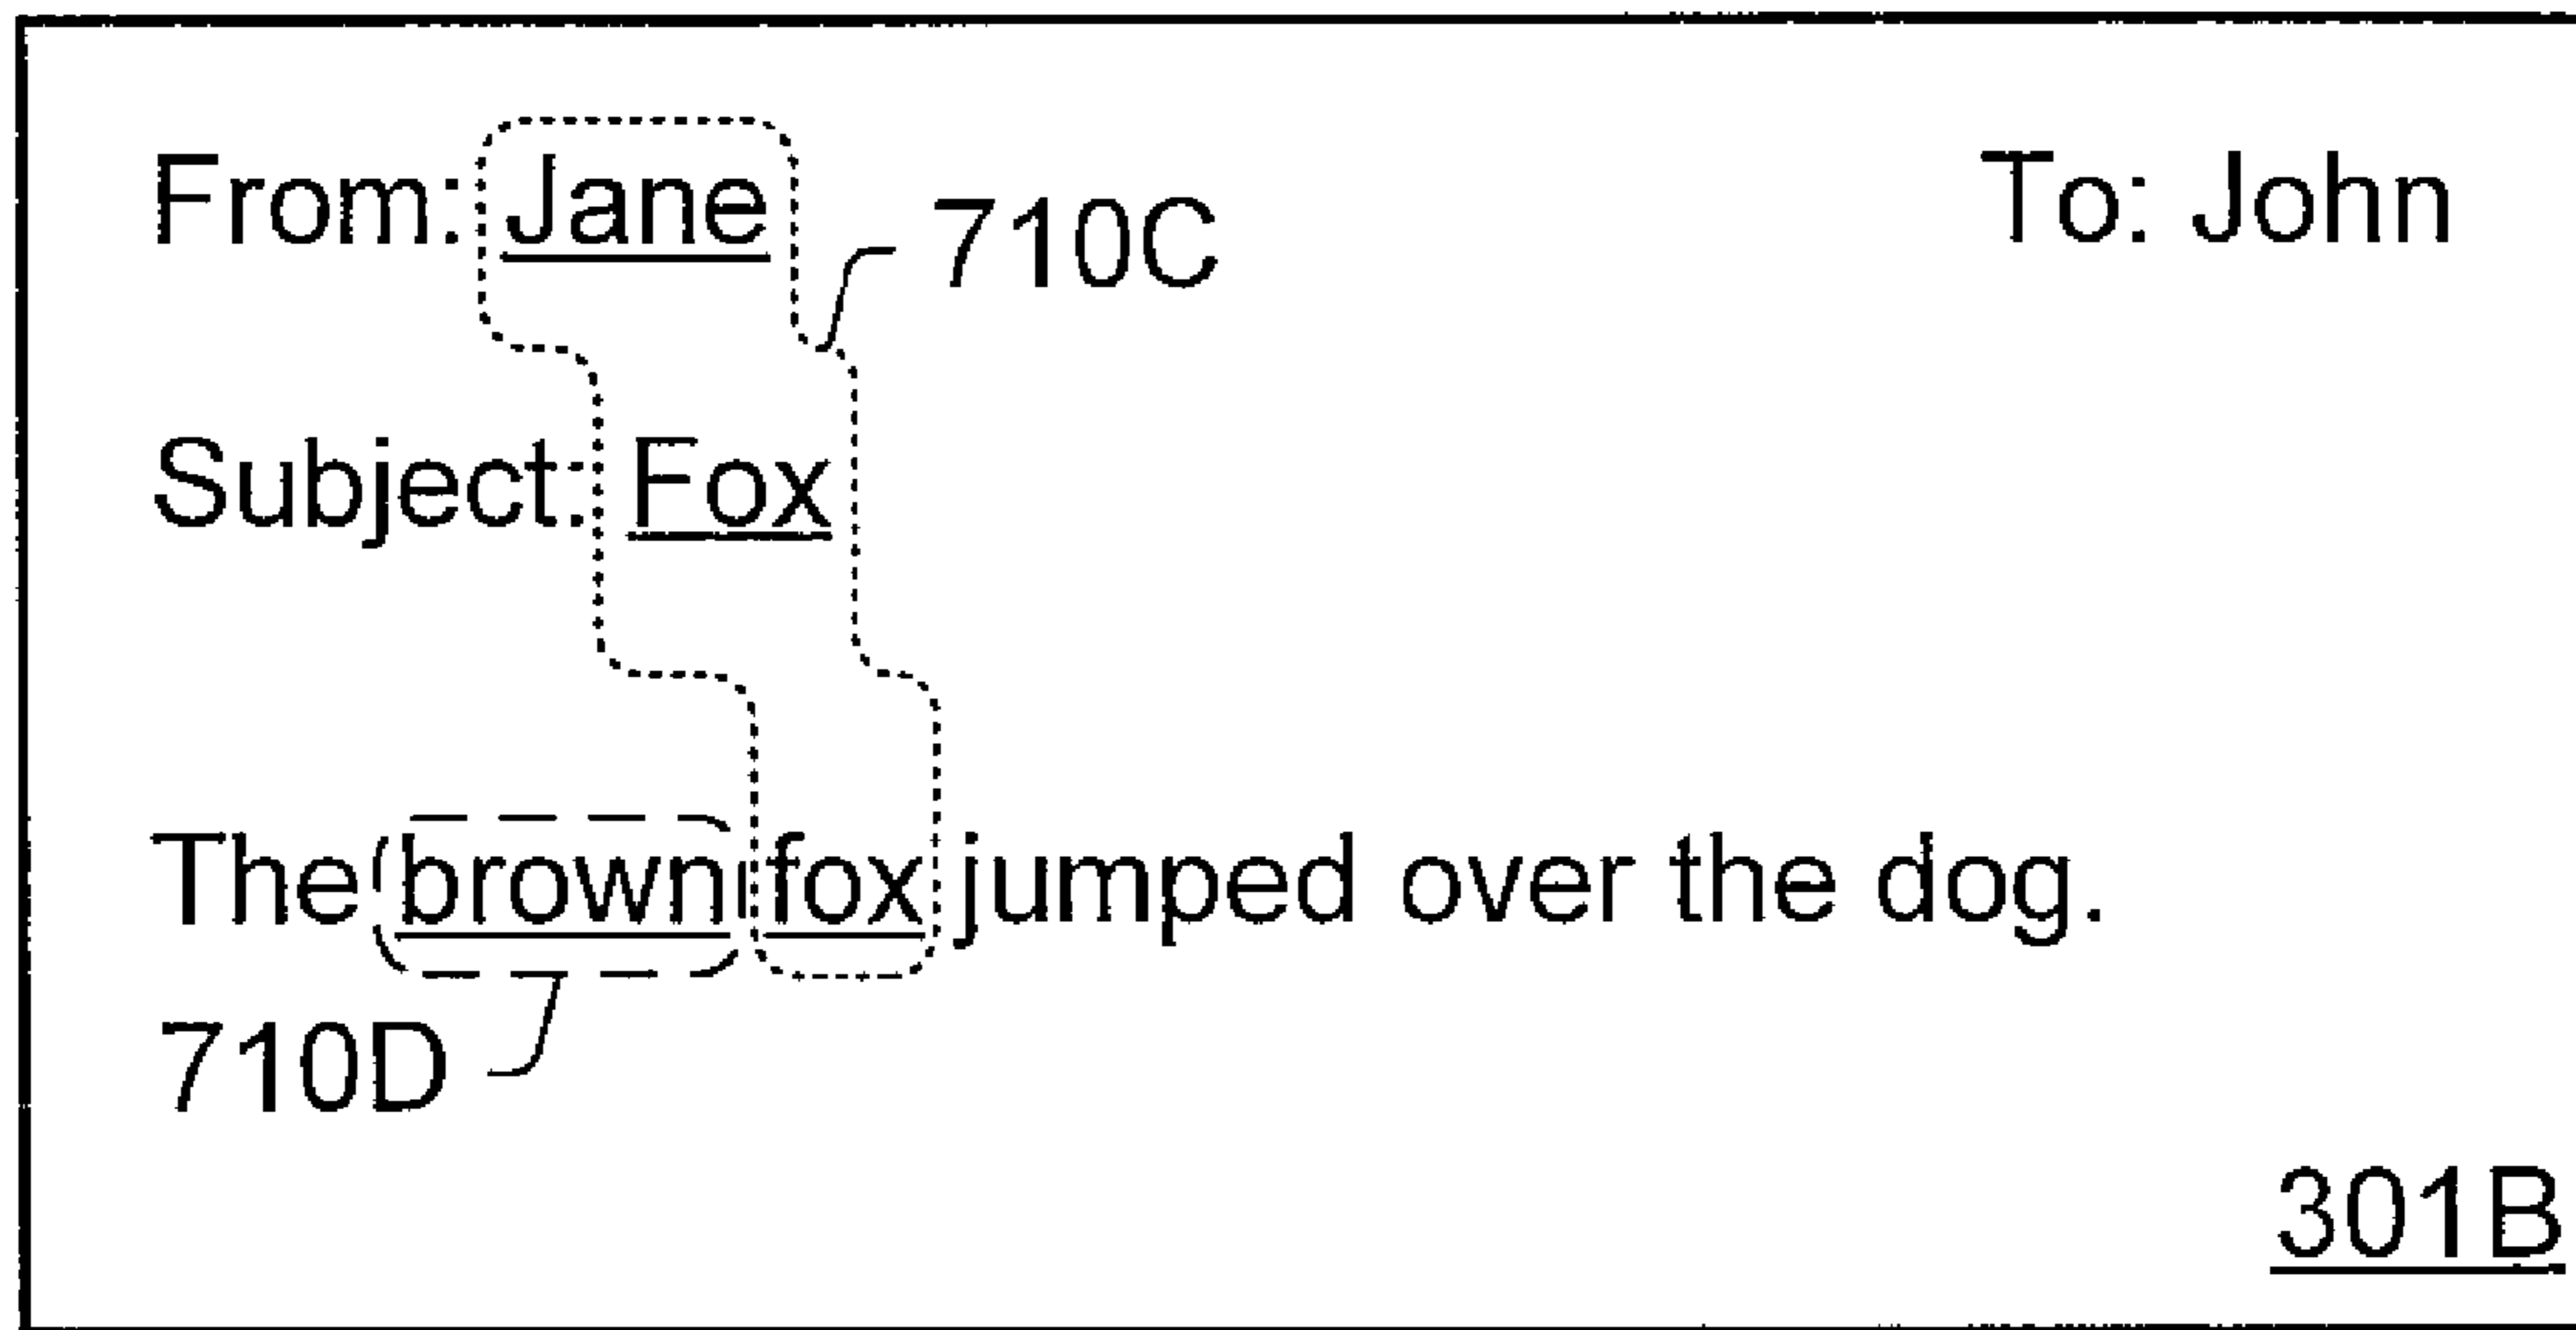 From: Jane To: John
710C
Subject: Fox
The brown fox jumped over the dog.
710D
301B